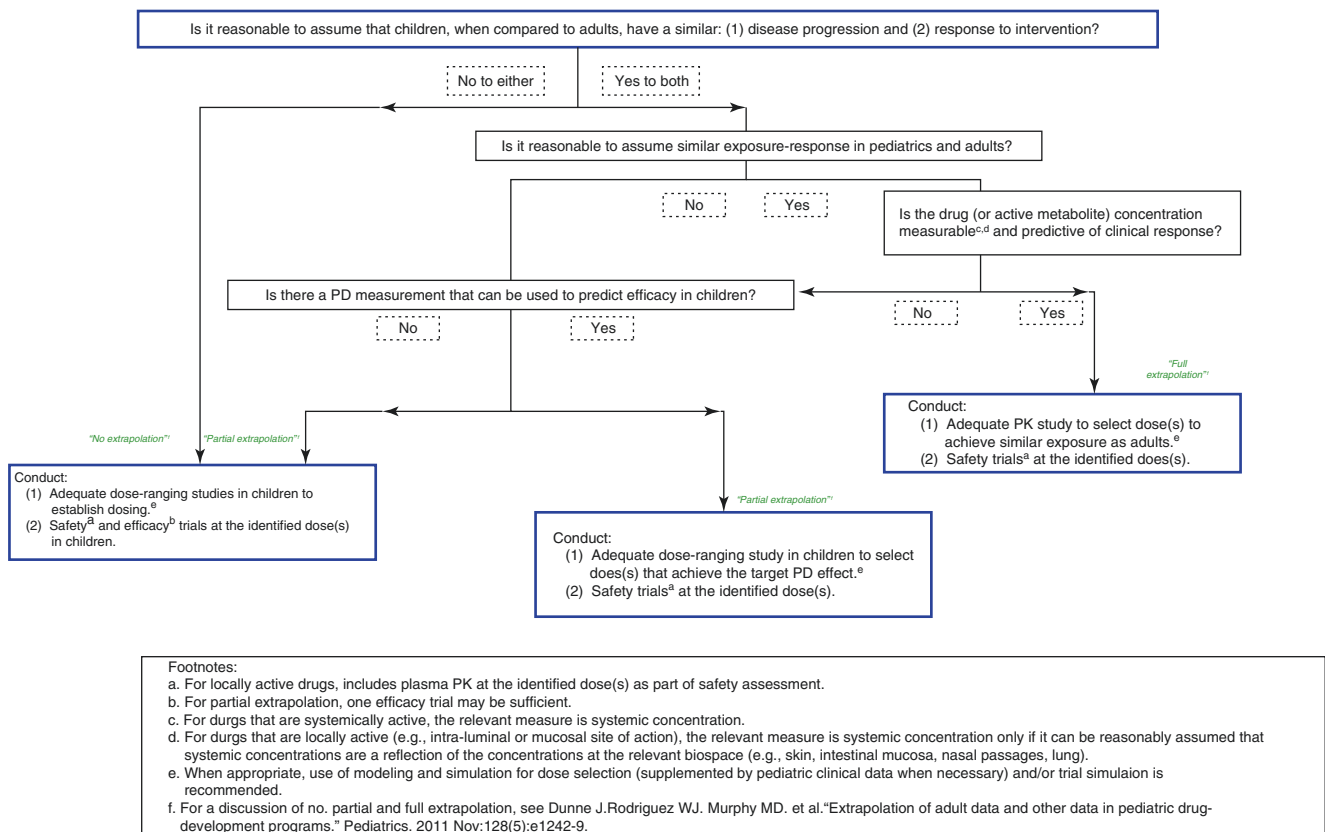 Is it reasonable to assume that children, when compared to adults, have a similar: (1) disease progression and (2) response to intervention?
No to either
Yes to both
Is it reasonable to assume similar exposure-response in pediatrics and adults?
No
Yes
Is the drug (or active metabolite) concentration
measurablec,d and predictive of clinical response?
Is there a PD measurement that can be used to predict efficacy in children?
No
Yes
No
Yes
"Full
extrapolation"f
Conduct:
(1) Adequate PK study to select dose(s) to
achieve similar exposure as adults.e
(2) Safety trialsa at the identified does(s).
"No extrapolation"f
"Partial extrapolation"f
Conduct:
(1) Adequate dose-ranging studies in children to
establish dosing.e
(2) Safetya and efficacyb trials at the identified dose(s)
in children.
"Partial extrapolation"f
Conduct:
(1) Adequate dose-ranging study in children to select
does(s) that achieve the target PD effect.e
(2) Safety trialsa at the identified dose(s).
Footnotes:
a. For locally active drugs, includes plasma PK at the identified dose(s) as part of safety assessment.
b. For partial extrapolation, one efficacy trial may be sufficient.
c. For durgs that are systemically active, the relevant measure is systemic concentration.
d. For durgs that are locally active (e.g., intra-luminal or mucosal site of action), the relevant measure is systemic concentration only if it can be reasonably assumed that
systemic concentrations are a reflection of the concentrations at the relevant biospace (e.g., skin, intestinal mucosa, nasal passages, lung).
e. When appropriate, use of modeling and simulation for dose selection (supplemented by pediatric clinical data when necessary) and/or trial simulaion is
recommended.
f. For a discussion of no. partial and full extrapolation, see Dunne J.Rodriguez WJ. Murphy MD. et al."Extrapolation of adult data and other data in pediatric drug-
development programs." Pediatrics. 2011 Nov:128(5):e1242-9.